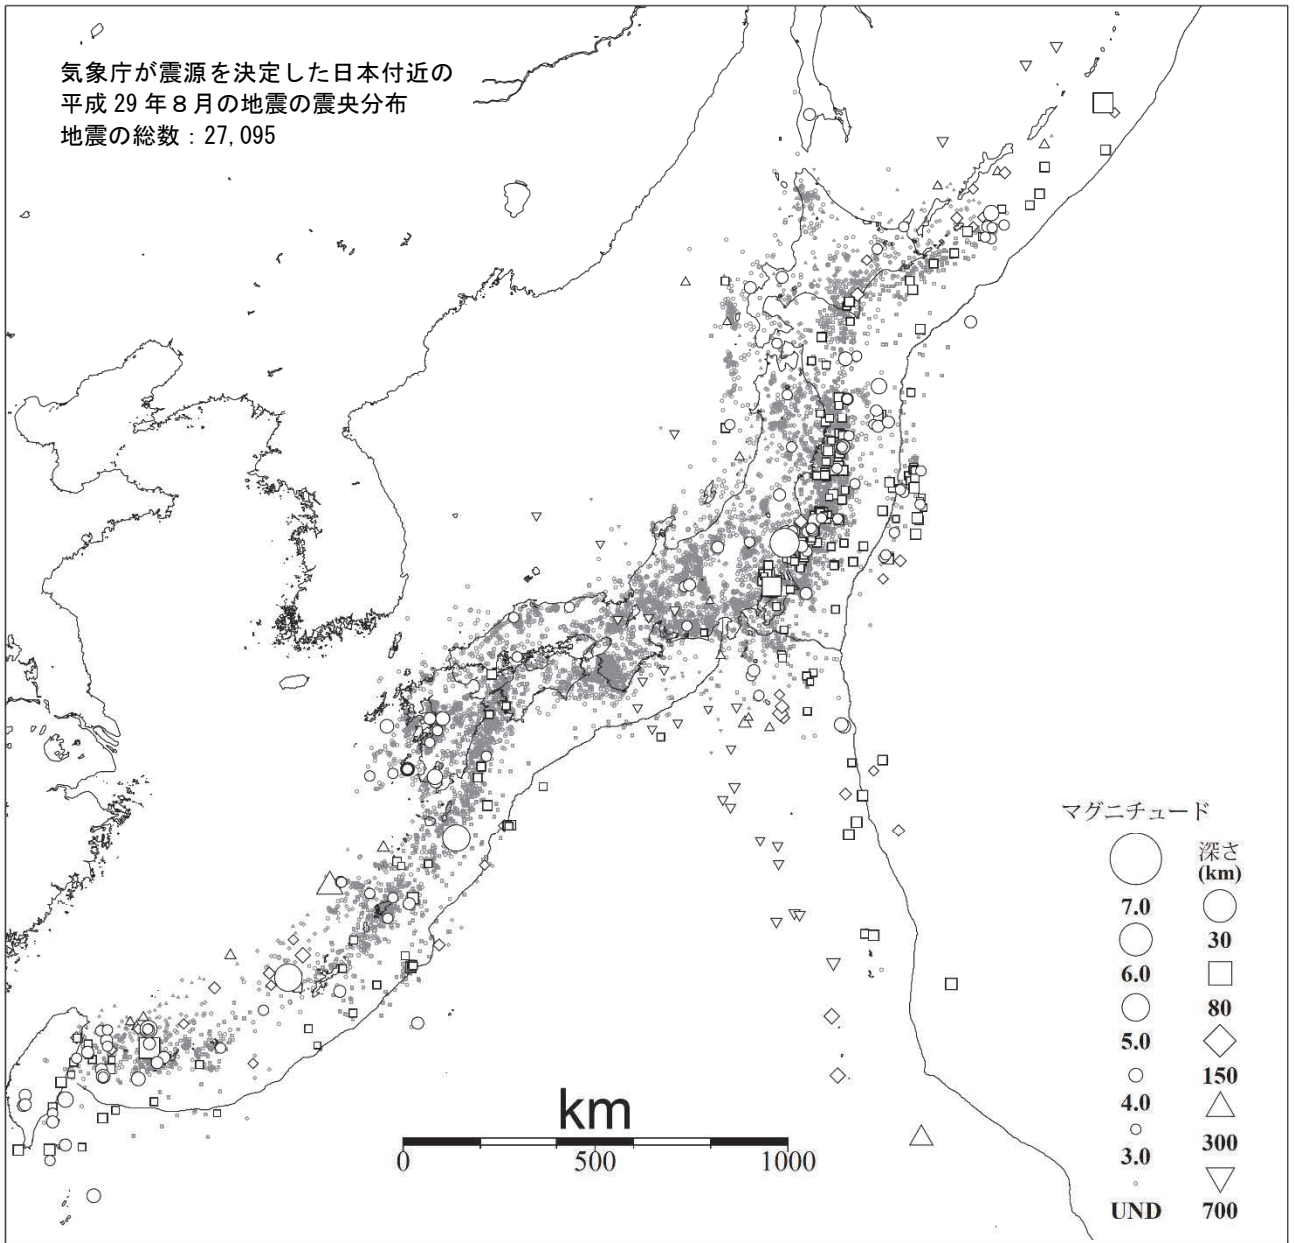 気象庁が震源を決定した日本付近の
平成29年8月の地震の震央分布
地震の総数：27,095
マグニチュード
深さ
(km)
7.0
30
6.0
80
5.0
150
4.0
300
3.0
UND
700
km
0 500 1000